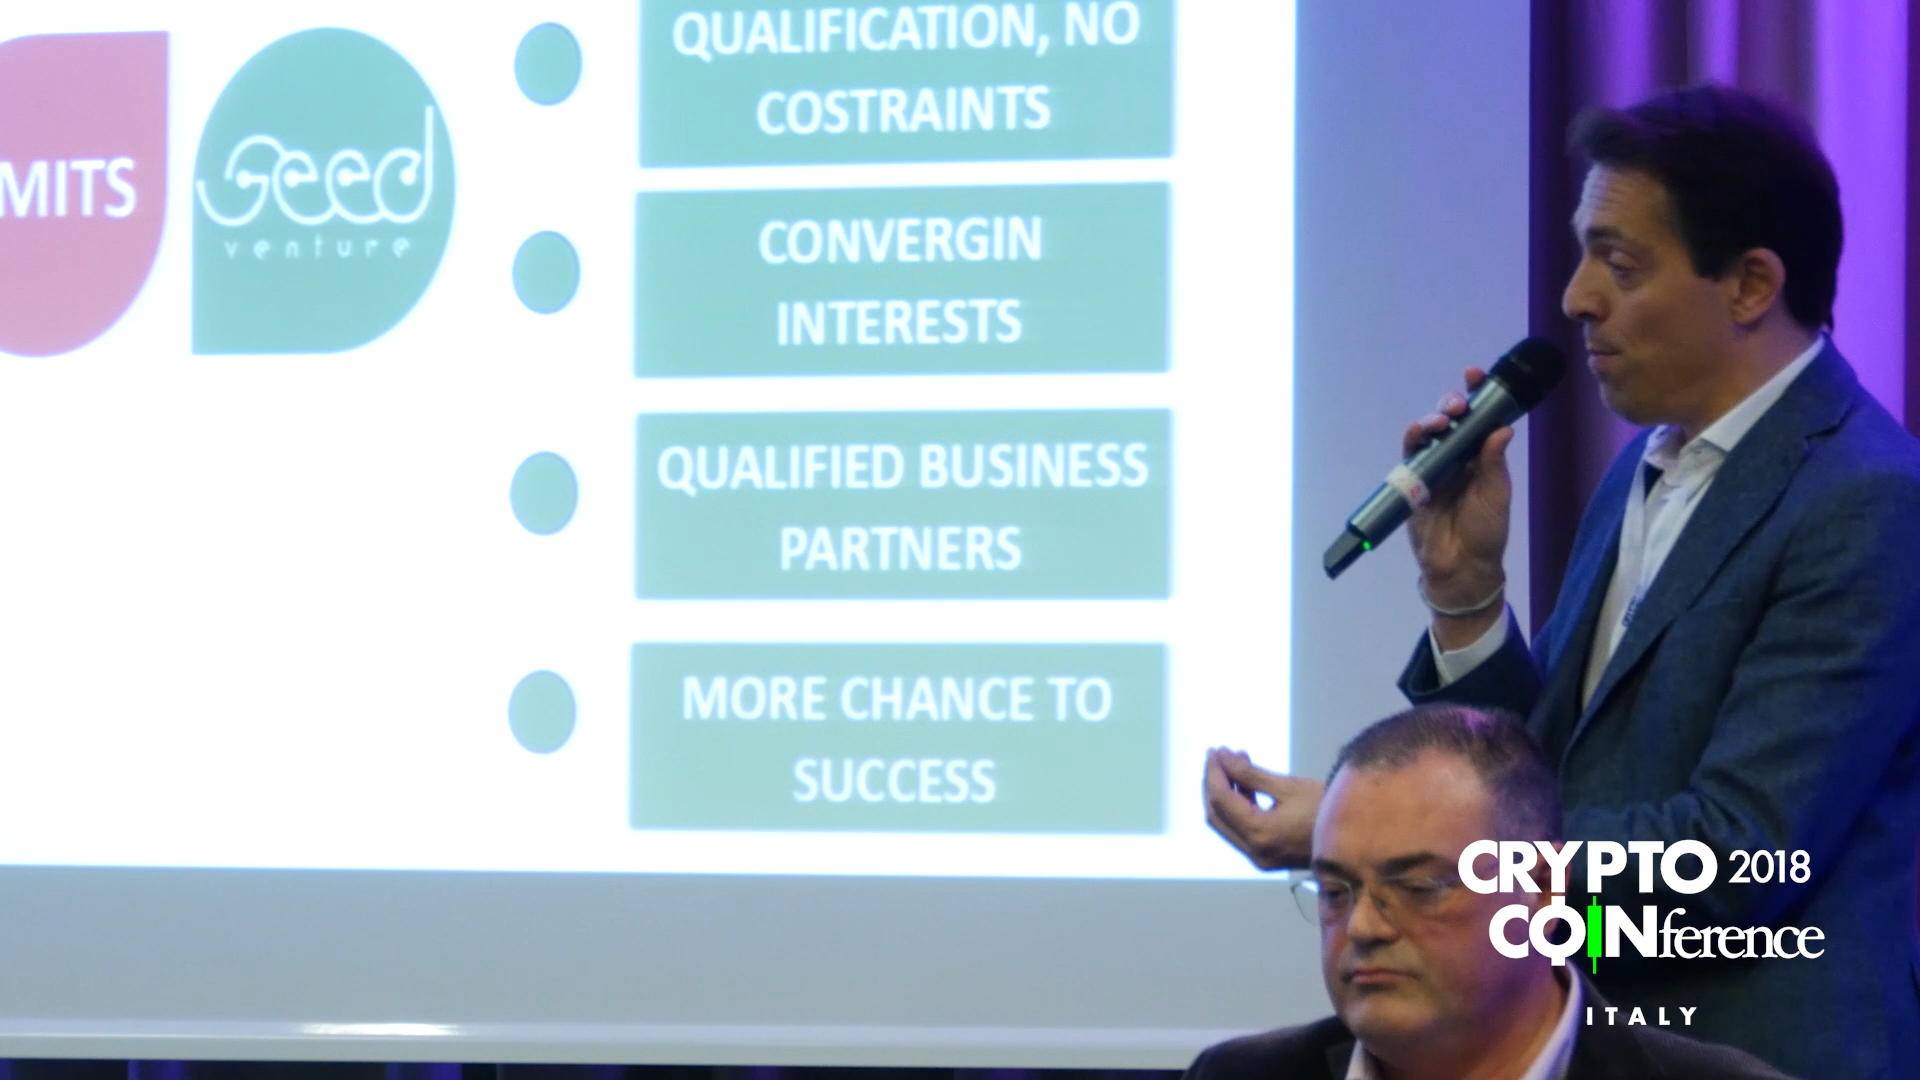 QUALIFICATION, NO
COSTRAINTS
MITS
seed
venture
CONVERGIN
INTERESTS
QUALIFIED BUSINESS
PARTNERS
MORE CHANCE TO
SUCCESS
CRYPTO 2018
COINference
ITALY